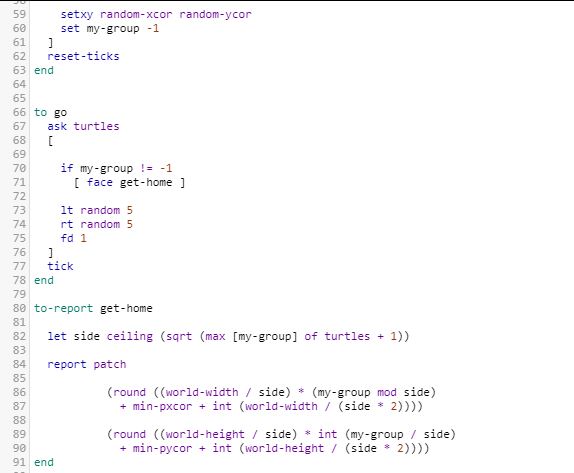 59 setxy random-xcor random-ycor
60 set my-group -1
61 ]
62 reset-ticks
63 end
64
65
66 to go
67 ask turtles
68 [
69
70 if my-group != -1
71 [ face get-home ]
72
73 lt random 5
74 rt random 5
75 fd 1
76 ]
77 tick
78 end
79
80 to-report get-home
81
82 let side ceiling (sqrt (max [my-group] of turtles + 1))
83
84 report patch
85
86 (round ((world-width / side) * (my-group mod side)
87 + min-pxcor + int (world-width / (side * 2))))
88
89 (round ((world-height / side) * int (my-group / side)
90 + min-pycor + int (world-height / (side * 2))))
91 end